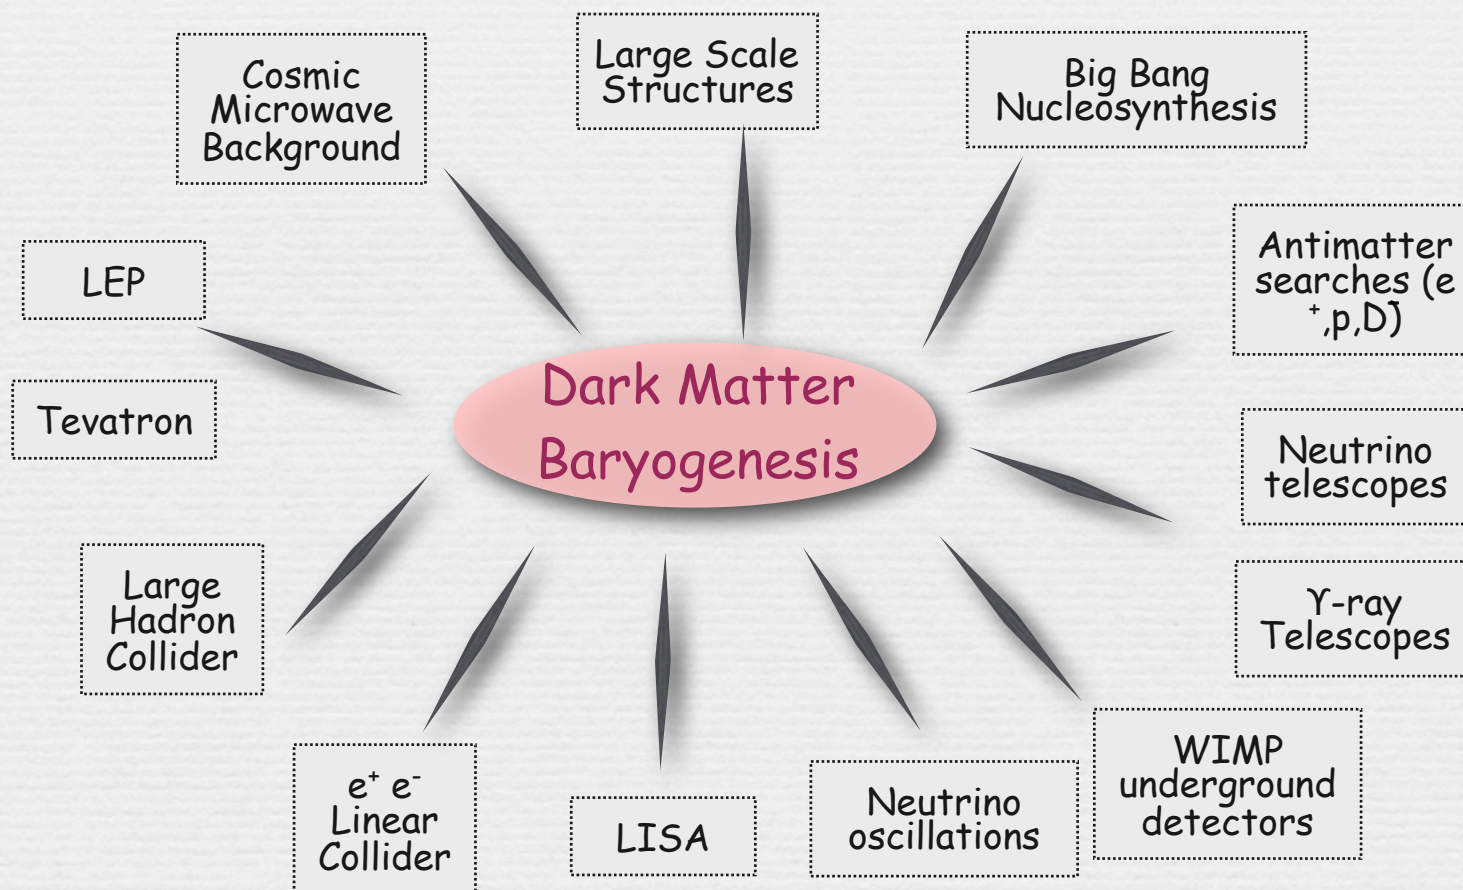 Cosmic
Microwave
Background
Large Scale
Structures
Big Bang
Nucleosynthesis
LEP
Antimatter
searches (e
⁺,p,D̄)
Dark Matter
Baryogenesis
Tevatron
Neutrino
telescopes
Large
Hadron
Collider
ϒ-ray
Telescopes
e⁺ e⁻
Linear
Collider
LISA
Neutrino
oscillations
WIMP
underground
detectors